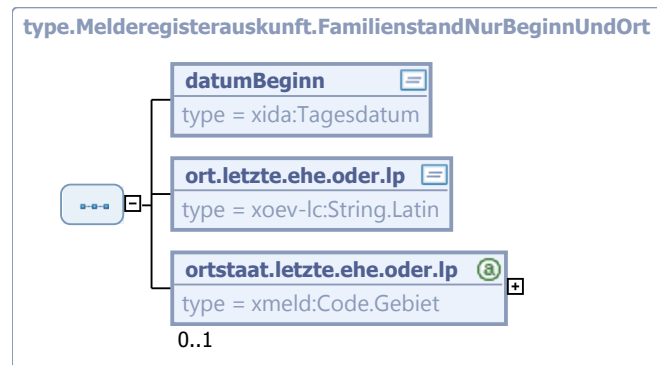 type.Melderegisterauskunft.FamilienstandNurBeginnUndOrt
datumBeginn
type = xida:Tagesdatum
ort.letzte.ehe.oder.lp
type = xoev-lc:String.Latin
ortstaat.letzte.ehe.oder.lp
type = xmeld:Code.Gebiet
0..1